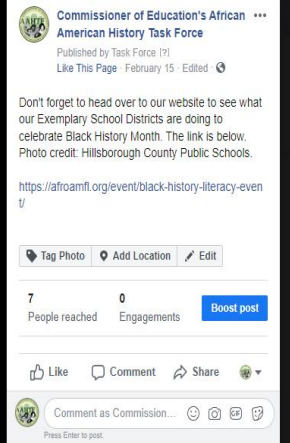 Commissioner of Education's African
American History Task Force
Published by Task Force [?]
Like This Page · February 15 · Edited ·
Don't forget to head over to our website to see what
our Exemplary School Districts are doing to
celebrate Black History Month. The link is below.
Photo credit: Hillsborough County Public Schools.
https://afroamfl.org/event/black-history-literacy-even
t/
Tag Photo Add Location Edit
7 0
People reached Engagements Boost post
Like Comment Share
Comment as Commission... GIF
Press Enter to post.